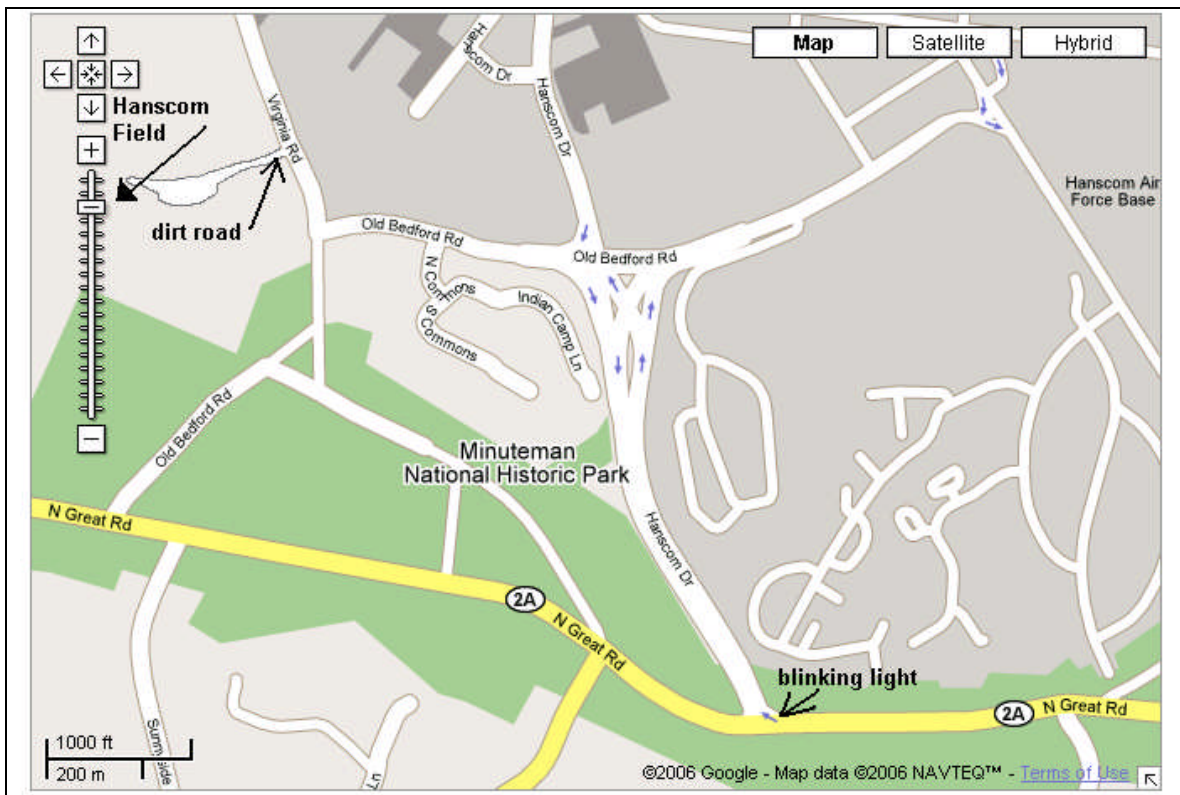 Map
Satellite
Hybrid
Hanscom Dr
Hanscom Dr
Virginia Rd
Hanscom
Field
dirt road
Hanscom Air
Force Base
Old Bedford Rd
Old Bedford Rd
N Commons
S Commons
Indian Camp Ln
Old Bedford Rd
Minuteman
National Historic Park
N Great Rd
Hanscom Dr
2A
N Great Rd
blinking light
2A
N Great Rd
1000 ft
200 m
©2006 Google - Map data ©2006 NAVTEQ™ - Terms of Use